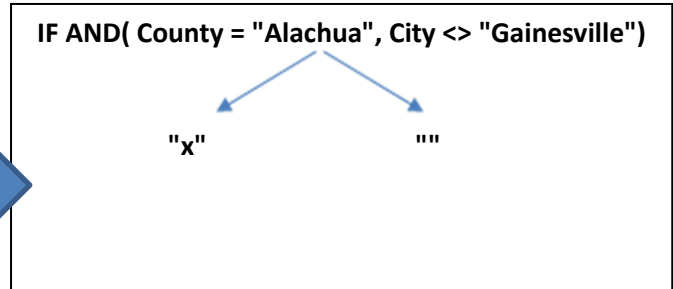 IF AND( County = "Alachua", City <> "Gainesville")
"x" ""